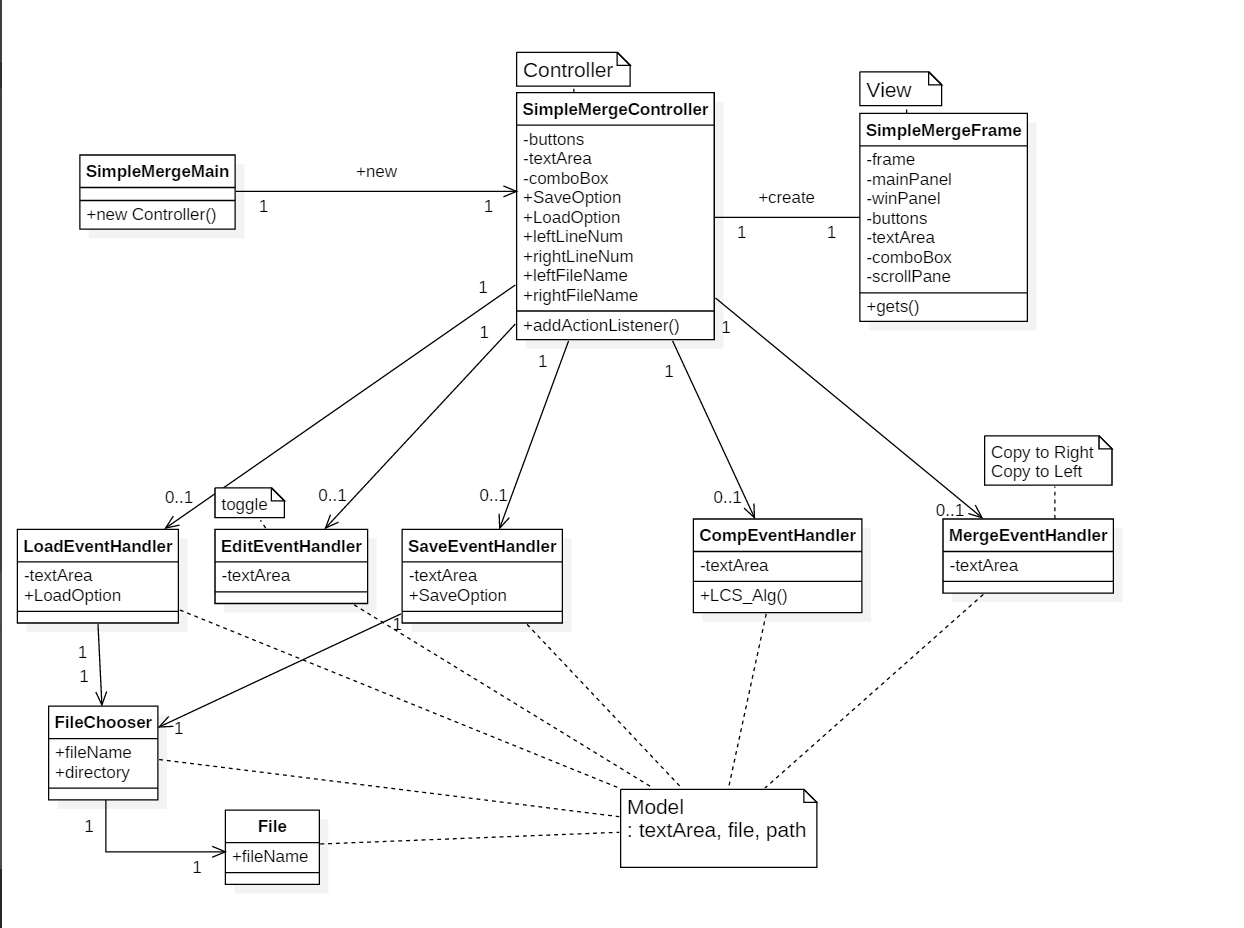 Controller
SimpleMergeController
-buttons
-textArea
-comboBox
+SaveOption
+LoadOption
+leftLineNum
+rightLineNum
+leftFileName
+rightFileName
+addActionListener()
View
SimpleMergeFrame
-frame
-mainPanel
-winPanel
-buttons
-textArea
-comboBox
-scrollPane
+gets()
SimpleMergeMain
+new Controller()
+new
1
1
+create
1
1
1
1
1
1
1
0..1
0..1
0..1
0..1
0..1
toggle
Copy to Right
Copy to Left
LoadEventHandler
-textArea
+LoadOption
EditEventHandler
-textArea
SaveEventHandler
-textArea
+SaveOption
CompEventHandler
-textArea
+LCS_Alg()
MergeEventHandler
-textArea
1
1
1
1
FileChooser
+fileName
+directory
1
1
File
+fileName
Model
: textArea, file, path